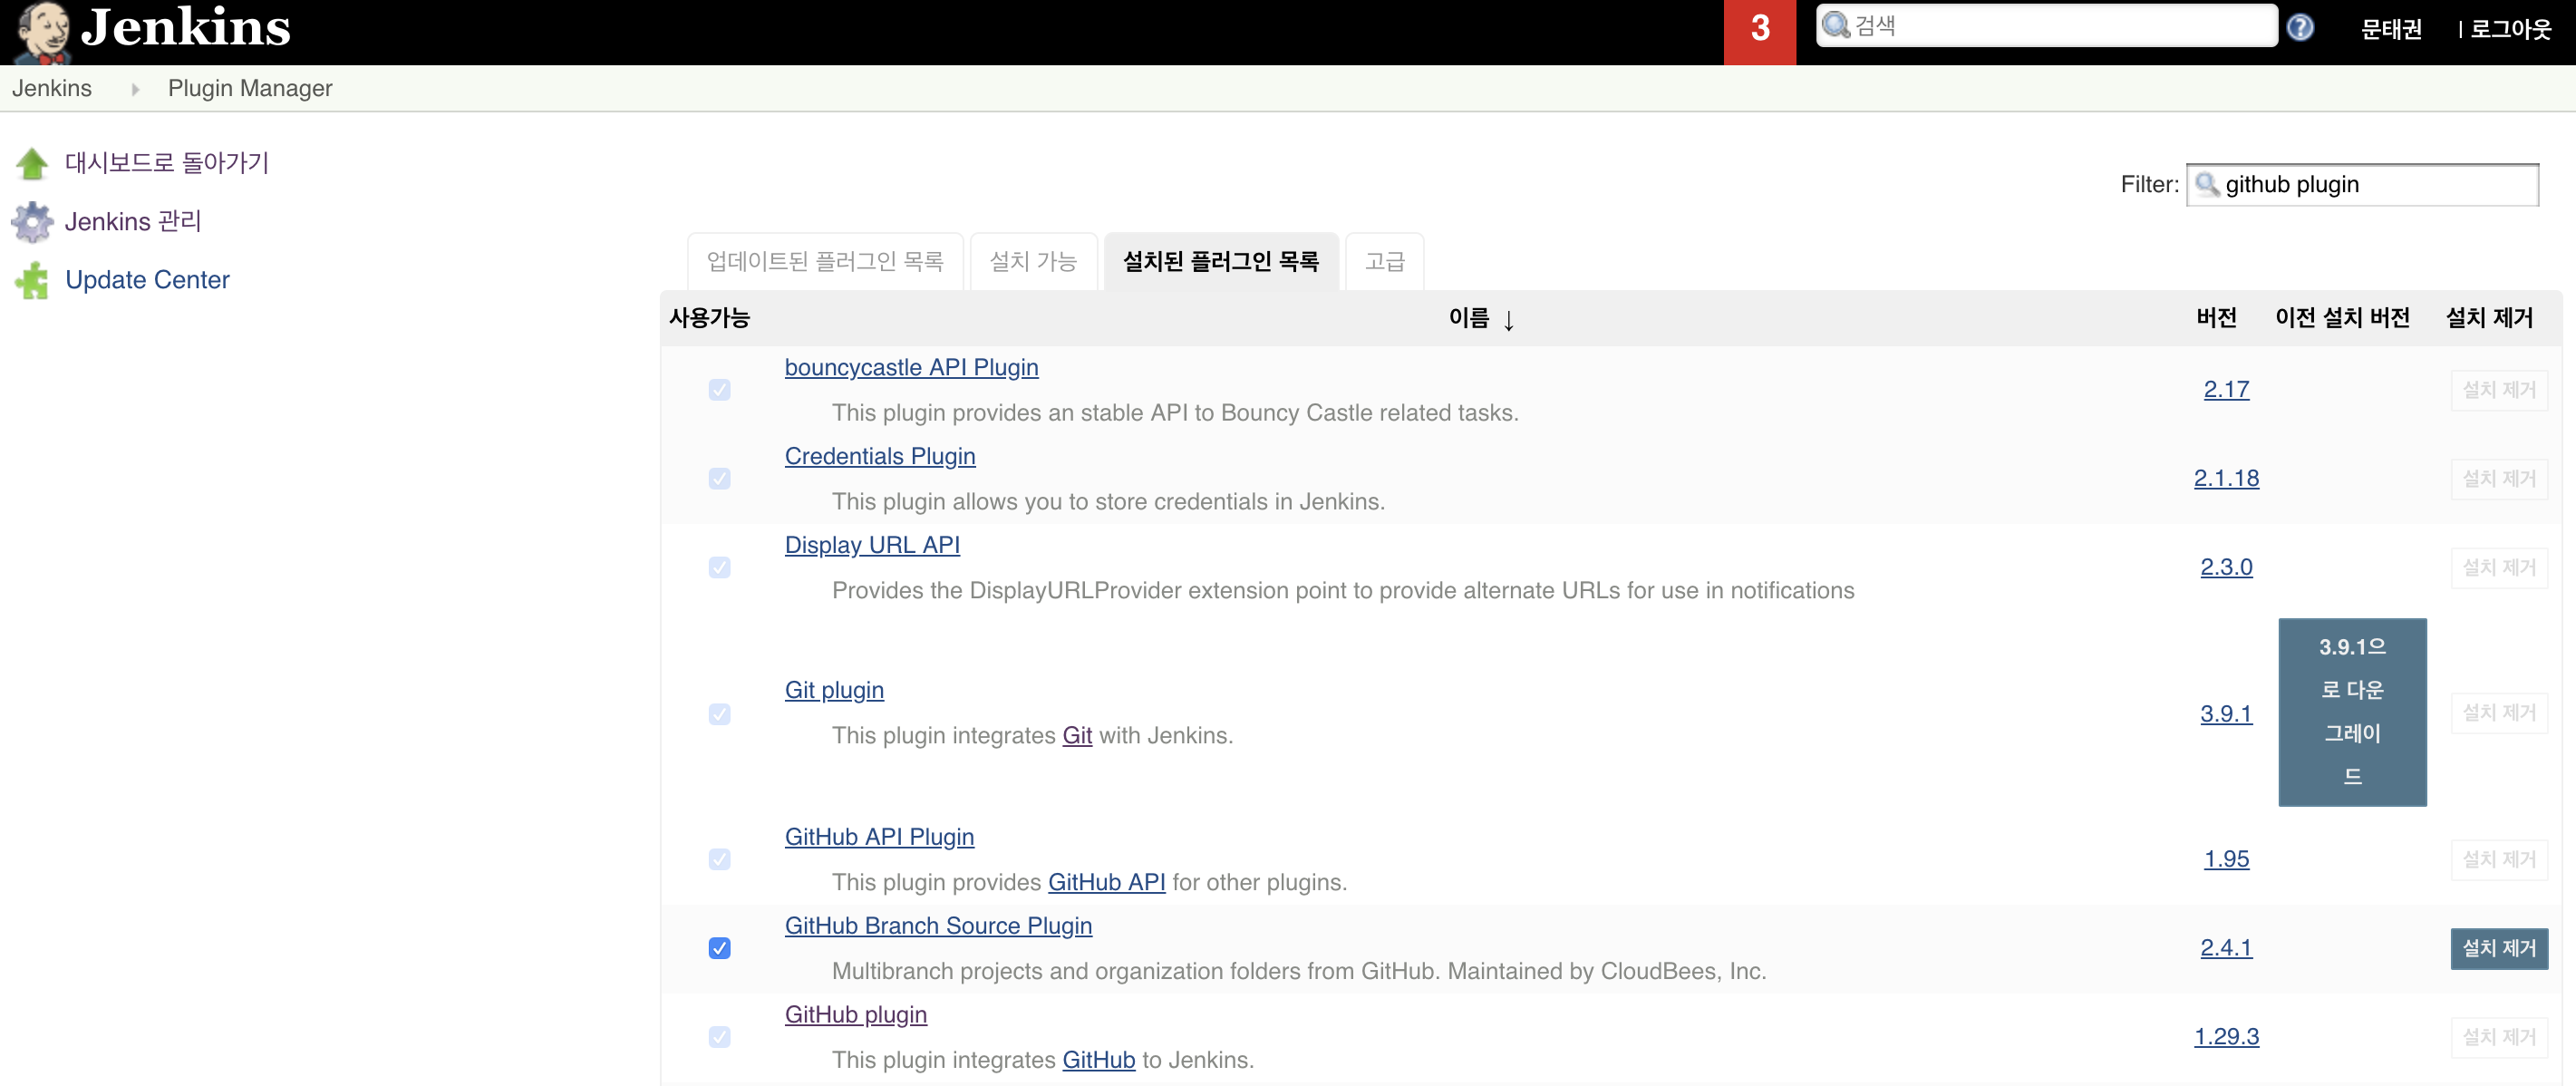 Jenkins
3
검색
문태권
| 로그아웃
Jenkins
Plugin Manager
대시보드로 돌아가기
Jenkins 관리
Update Center
Filter: github plugin
업데이트된 플러그인 목록
설치 가능
설치된 플러그인 목록
고급
사용가능
이름 ↓
버전
이전 설치 버전
설치 제거
bouncycastle API Plugin
This plugin provides an stable API to Bouncy Castle related tasks.
2.17
설치 제거
Credentials Plugin
This plugin allows you to store credentials in Jenkins.
2.1.18
설치 제거
Display URL API
Provides the DisplayURLProvider extension point to provide alternate URLs for use in notifications
2.3.0
설치 제거
Git plugin
This plugin integrates Git with Jenkins.
3.9.1
3.9.1으
로 다운
그레이
드
설치 제거
GitHub API Plugin
This plugin provides GitHub API for other plugins.
1.95
설치 제거
GitHub Branch Source Plugin
Multibranch projects and organization folders from GitHub. Maintained by CloudBees, Inc.
2.4.1
설치 제거
GitHub plugin
This plugin integrates GitHub to Jenkins.
1.29.3
설치 제거